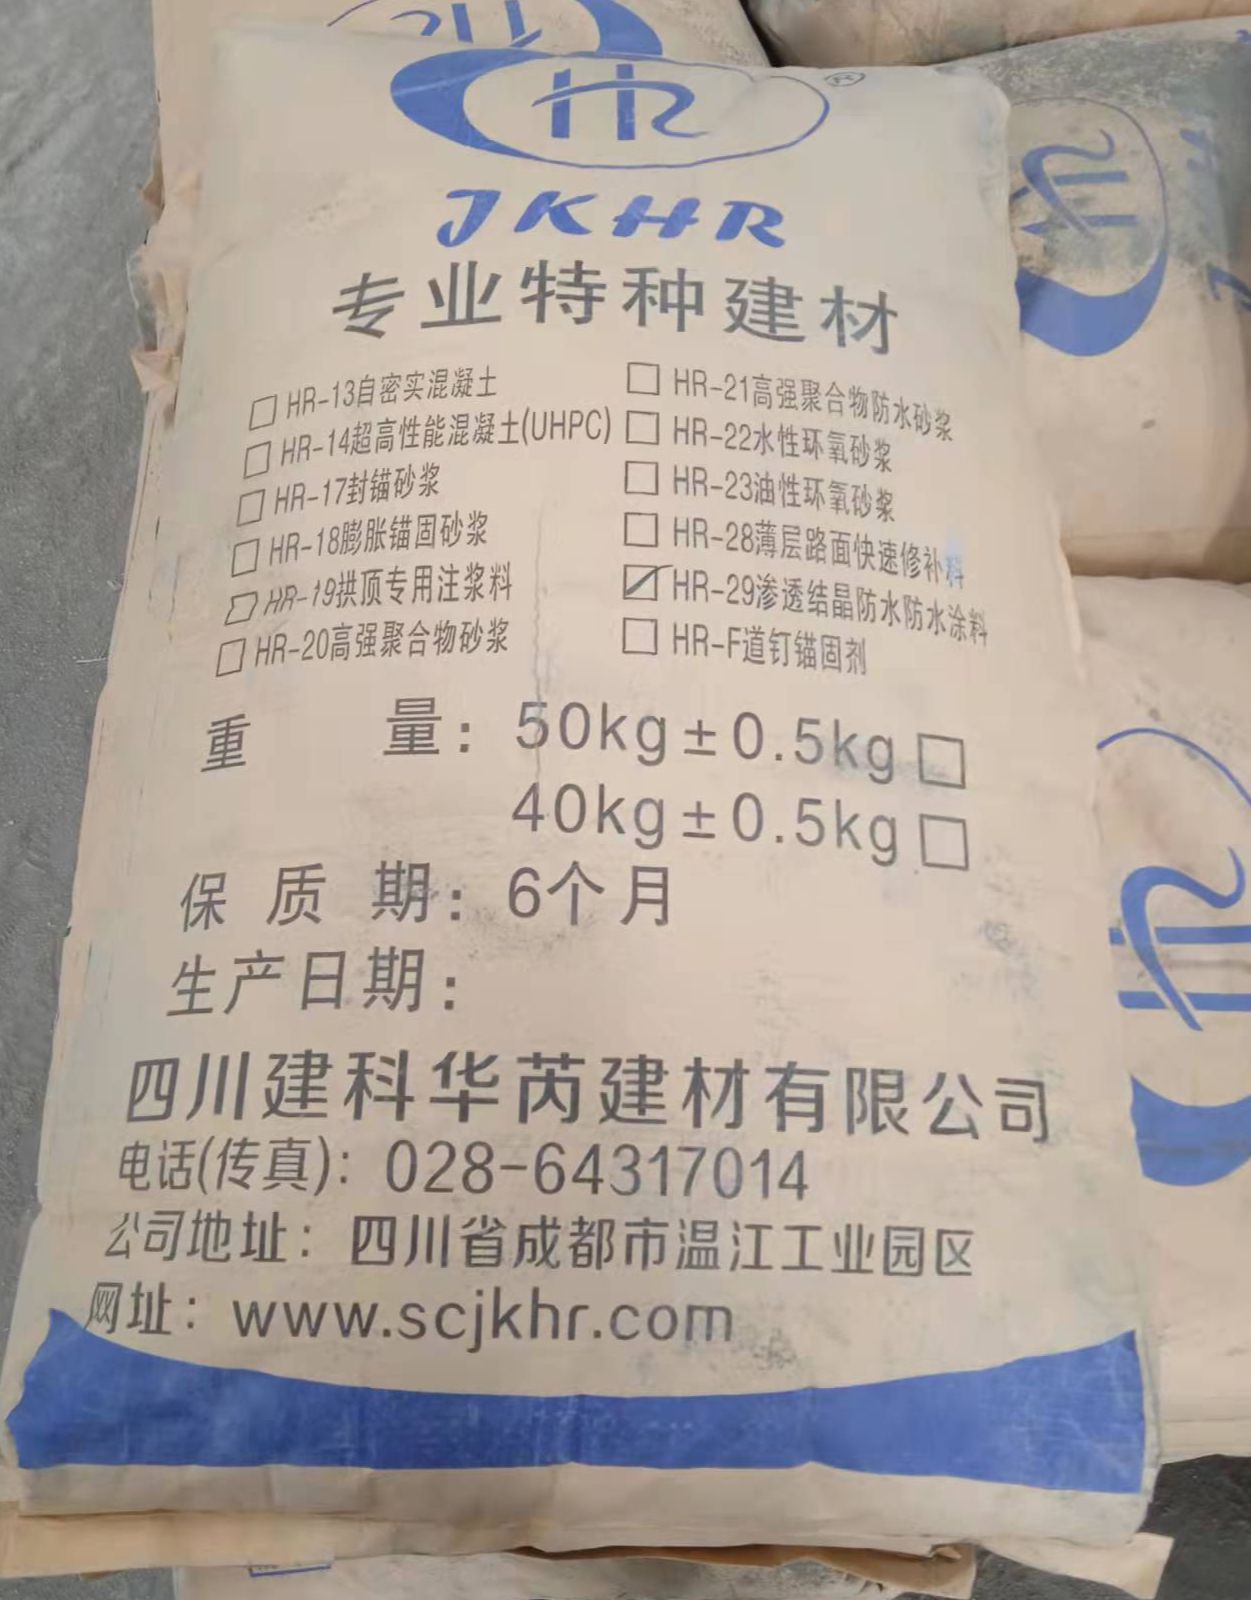 HR
®
JKHR
专业特种建材
HR-13自密实混凝土
HR-14超高性能混凝土(UHPC)
HR-17封锚砂浆
HR-18膨胀锚固砂浆
HR-19拱顶专用注浆料
HR-20高强聚合物砂浆
HR-21高强聚合物防水砂浆
HR-22水性环氧砂浆
HR-23油性环氧砂浆
HR-28薄层路面快速修补料
HR-29渗透结晶防水防水涂料
HR-F道钉锚固剂
重 量：50kg±0.5kg
40kg±0.5kg
保 质 期：6个月
生产日期：
四川建科华芮建材有限公司
电话(传真)：028-64317014
公司地址：四川省成都市温江工业园区
网址：www.scjkhr.com